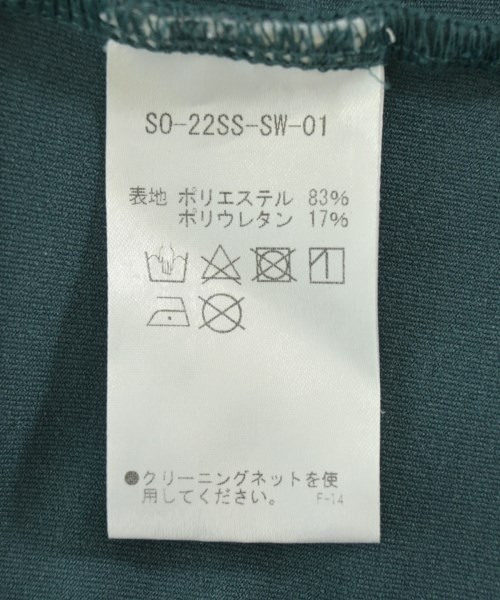 SO-22SS-SW-01
表地 ポリエステル 83%
ポリウレタン 17%
●クリーニングネットを使
用してください。 F-14